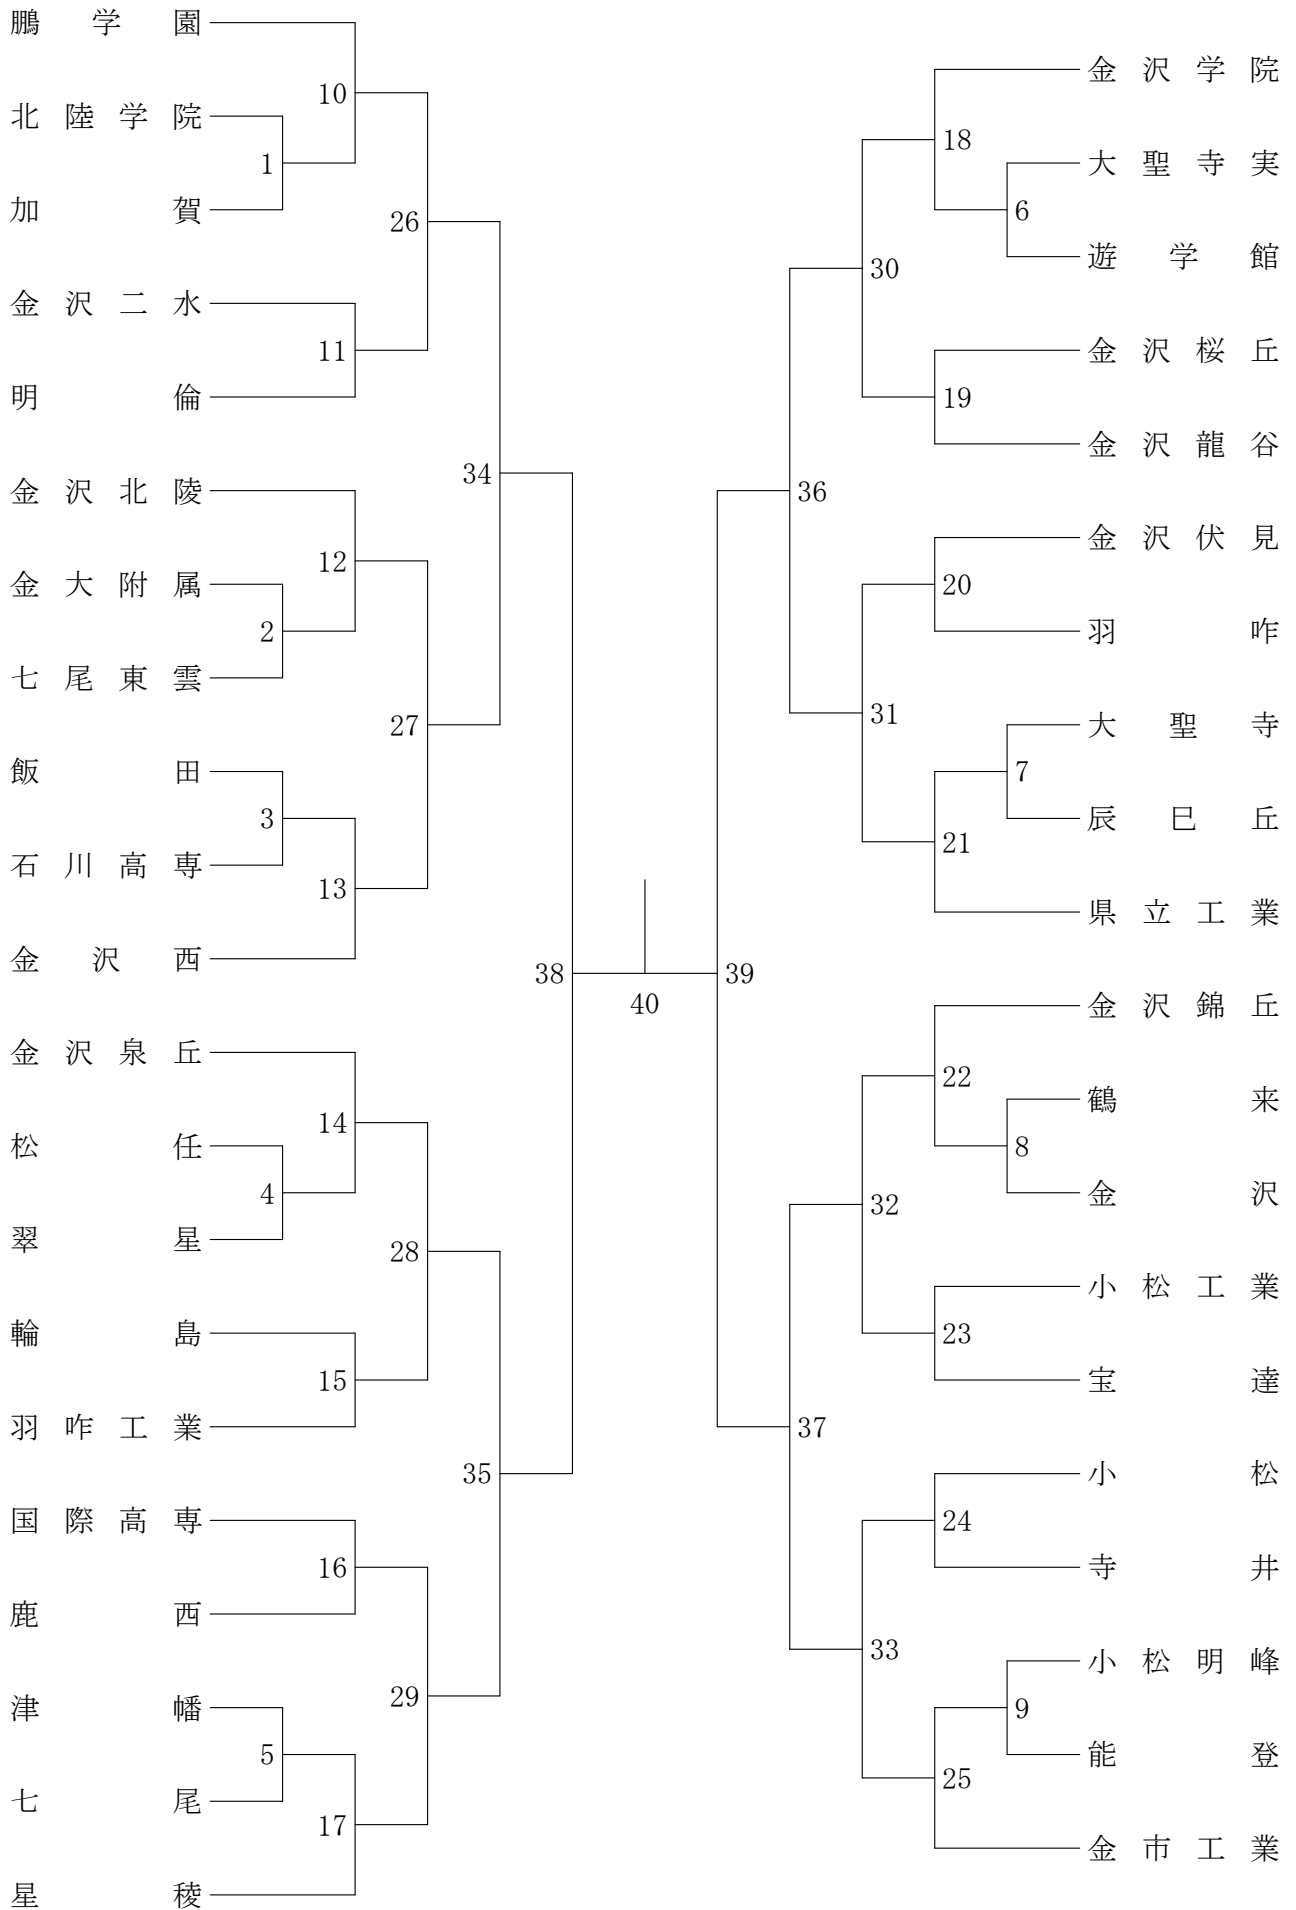 鵬学園
北陸学院
加賀
金沢二水
明倫
金沢北陵
金大附属
七尾東雲
飯田
石川高専
金沢西
金沢泉丘
松任
翠星
輪島
羽咋工業
国際高専
鹿西
津幡
七尾
星稜
1
2
3
4
5
10
11
12
13
14
15
16
17
26
27
28
29
34
35
38
40
39
36
37
30
31
32
33
18
19
20
21
22
23
24
25
6
7
8
9
金沢学院
大聖寺実
遊学館
金沢桜丘
金沢龍谷
金沢伏見
羽咋
大聖寺
辰巳丘
県立工業
金沢錦丘
鶴来
金沢
小松工業
宝達
小松
寺井
小松明峰
能登
金市工業